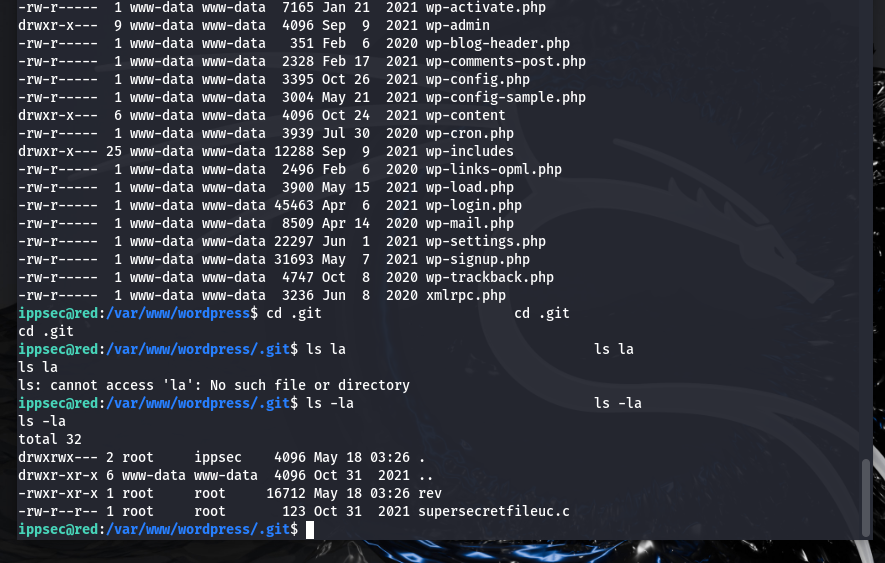 -rw-r-----  1 www-data www-data  7165 Jan 21  2021 wp-activate.php
drwxr-x---  9 www-data www-data  4096 Sep  9  2021 wp-admin
-rw-r-----  1 www-data www-data   351 Feb  6  2020 wp-blog-header.php
-rw-r-----  1 www-data www-data  2328 Feb 17  2021 wp-comments-post.php
-rw-r-----  1 www-data www-data  3395 Oct 26  2021 wp-config.php
-rw-r-----  1 www-data www-data  3004 May 21  2021 wp-config-sample.php
drwxr-x---  6 www-data www-data  4096 Oct 24  2021 wp-content
-rw-r-----  1 www-data www-data  3939 Jul 30  2020 wp-cron.php
drwxr-x--- 25 www-data www-data 12288 Sep  9  2021 wp-includes
-rw-r-----  1 www-data www-data  2496 Feb  6  2020 wp-links-opml.php
-rw-r-----  1 www-data www-data  3900 May 15  2021 wp-load.php
-rw-r-----  1 www-data www-data 45463 Apr  6  2021 wp-login.php
-rw-r-----  1 www-data www-data  8509 Apr 14  2020 wp-mail.php
-rw-r-----  1 www-data www-data 22297 Jun  1  2021 wp-settings.php
-rw-r-----  1 www-data www-data 31693 May  7  2021 wp-signup.php
-rw-r-----  1 www-data www-data  4747 Oct  8  2020 wp-trackback.php
-rw-r-----  1 www-data www-data  3236 Jun  8  2020 xmlrpc.php
ippsec@red:/var/www/wordpress$ cd .git                        cd .git
cd .git
ippsec@red:/var/www/wordpress/.git$ ls la                               ls la
ls la
ls: cannot access 'la': No such file or directory
ippsec@red:/var/www/wordpress/.git$ ls -la                              ls -la
ls -la
total 32
drwxrwx--- 2 root     ippsec    4096 May 18 03:26 .
drwxr-xr-x 6 www-data www-data  4096 Oct 31  2021 ..
-rwxr-xr-x 1 root     root     16712 May 18 03:26 rev
-rw-r--r-- 1 root     root       123 Oct 31  2021 supersecretfileuc.c
ippsec@red:/var/www/wordpress/.git$